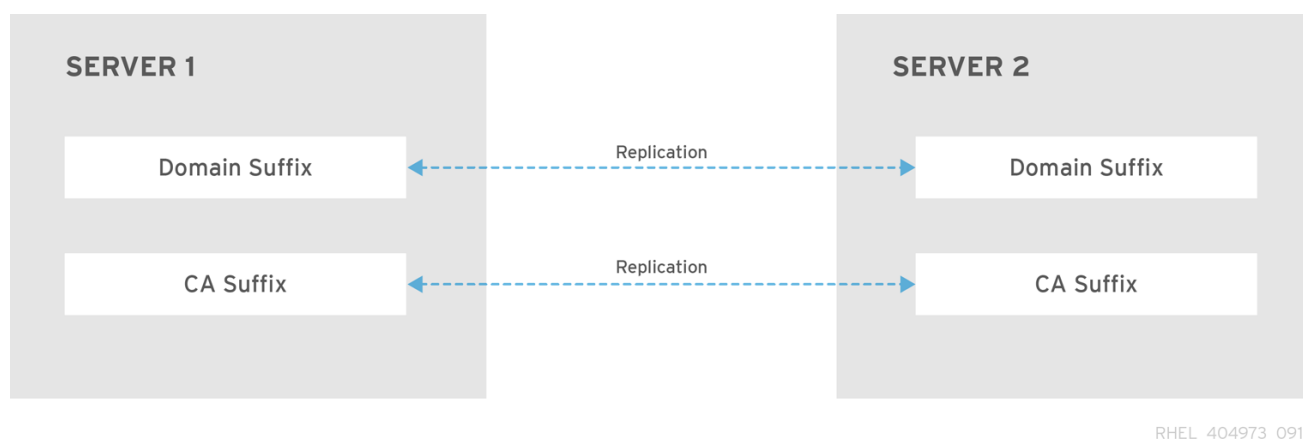 SERVER 1
SERVER 2
Domain Suffix
Replication
Domain Suffix
CA Suffix
Replication
CA Suffix
RHEL_404973_091